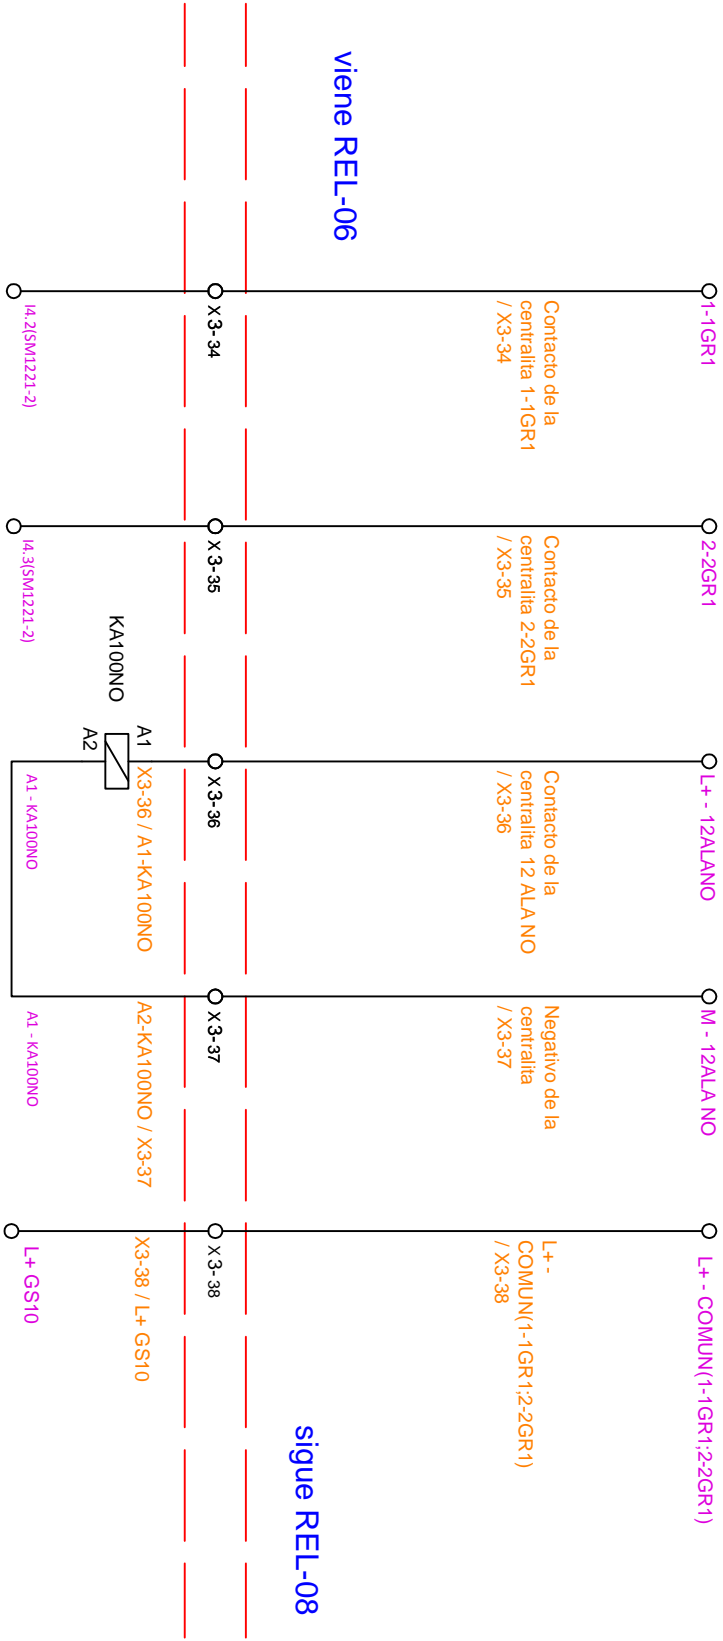 viene REL-06
1-1GR1
Contacto de la
centralita 1-1GR1
/ X3-34
X3-34
I4.2(SM1221-2)
2-2GR1
Contacto de la
centralita 2-2GR1
/ X3-35
X3-35
I4.3(SM1221-2)
L+ - 12ALANO
Contacto de la
centralita 12 ALA NO
/ X3-36
X3-36
A1
X3-36 / A1-KA100NO
KA100NO
A2
A1 - KA100NO
M - 12ALA NO
Negativo de la
centralita
/ X3-37
X3-37
A2-KA100NO / X3-37
A1 - KA100NO
L+ - COMUN(1-1GR1;2-2GR1)
L+ -
COMUN(1-1GR1;2-2GR1)
/ X3-38
X3-38
X3-38 / L+ GS10
L+ GS10
sigue REL-08